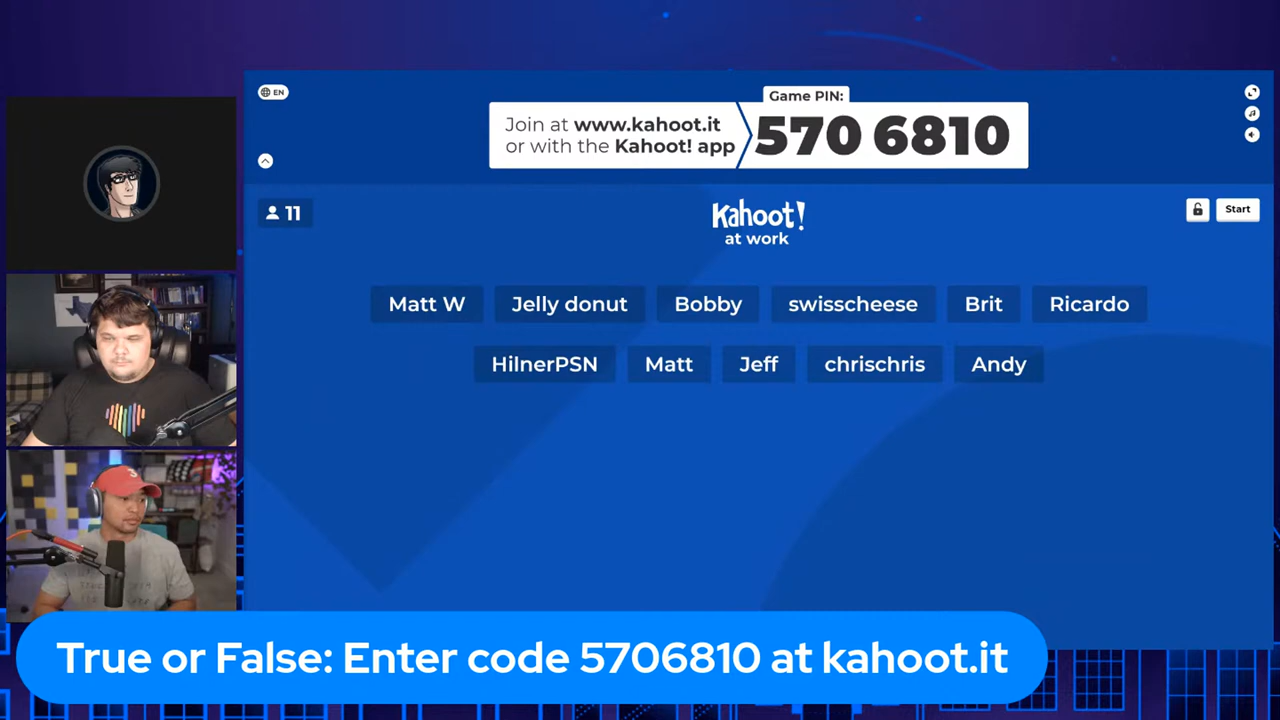 EN
Game PIN:
Join at www.kahoot.it
or with the Kahoot! app
570 6810
11
Kahoot!
at work
Start
Matt W
Jelly donut
Bobby
swisscheese
Brit
Ricardo
HilnerPSN
Matt
Jeff
chrischris
Andy
True or False: Enter code 5706810 at kahoot.it